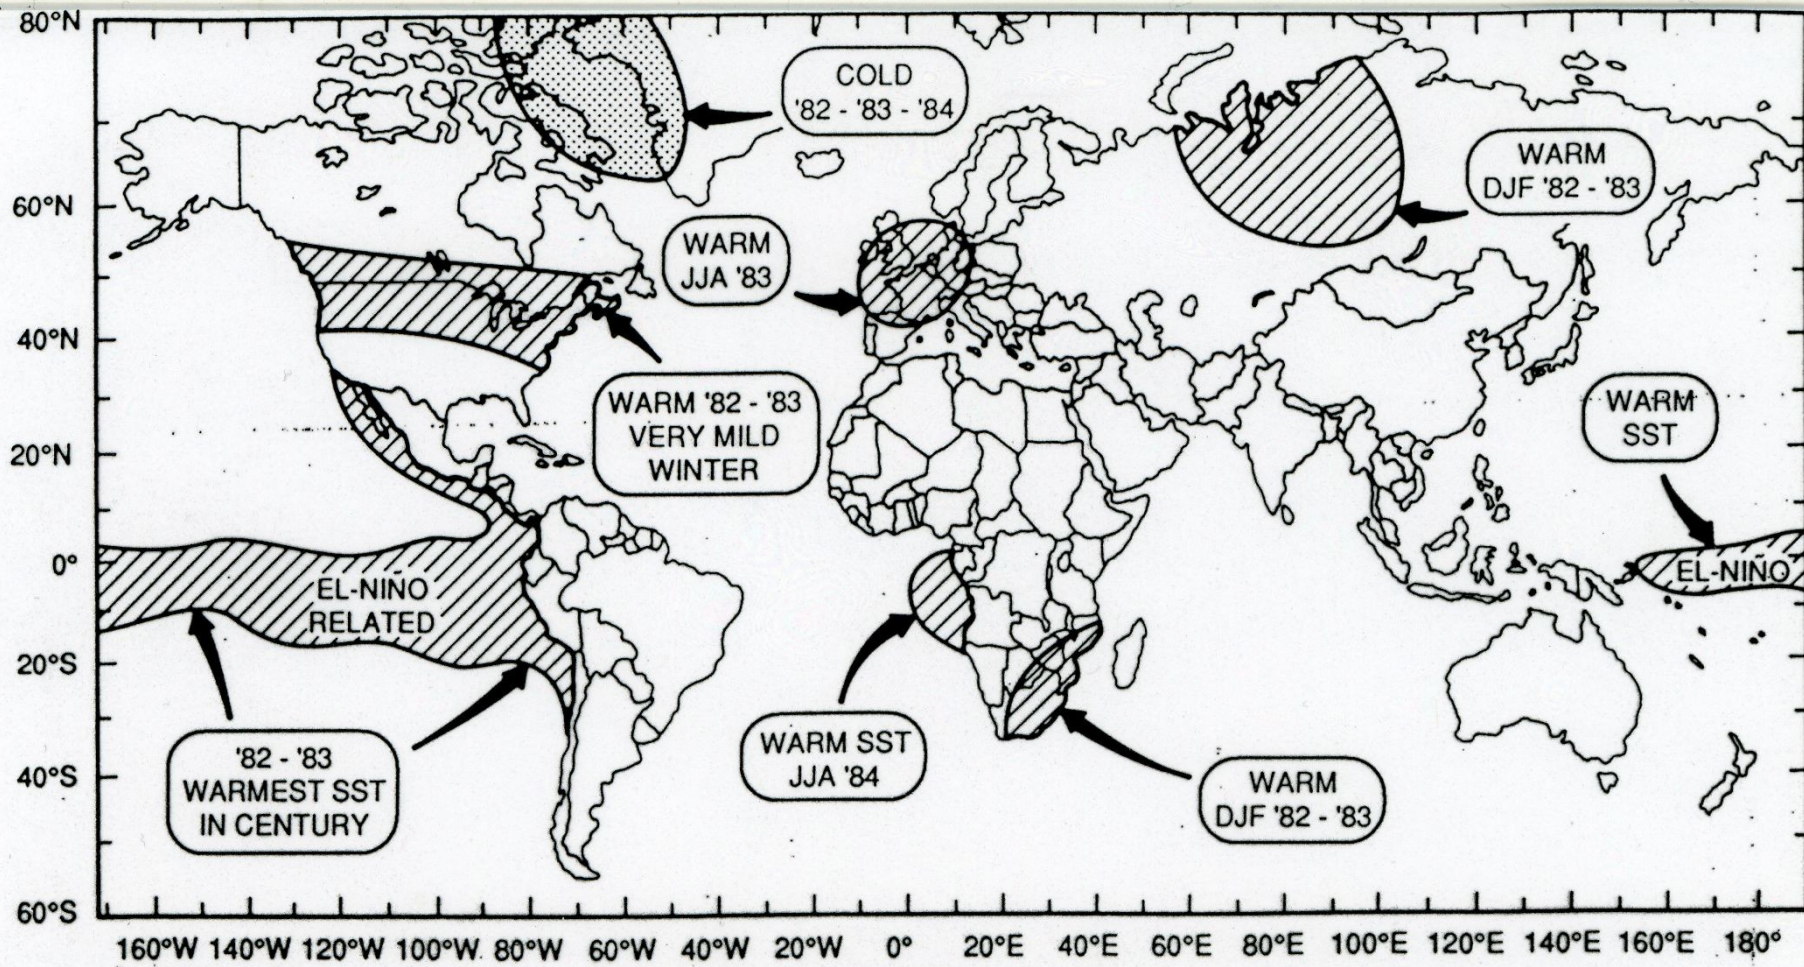 80°N
60°N
40°N
20°N
0°
20°S
40°S
60°S
COLD
'82 - '83 - '84
WARM
DJF '82 - '83
WARM
JJA '83
WARM '82 - '83
VERY MILD
WINTER
WARM
SST
EL-NIÑO
RELATED
EL-NIÑO
'82 - '83
WARMEST SST
IN CENTURY
WARM SST
JJA '84
WARM
DJF '82 - '83
160°W 140°W 120°W 100°W 80°W 60°W 40°W 20°W 0° 20°E 40°E 60°E 80°E 100°E 120°E 140°E 160°E 180°